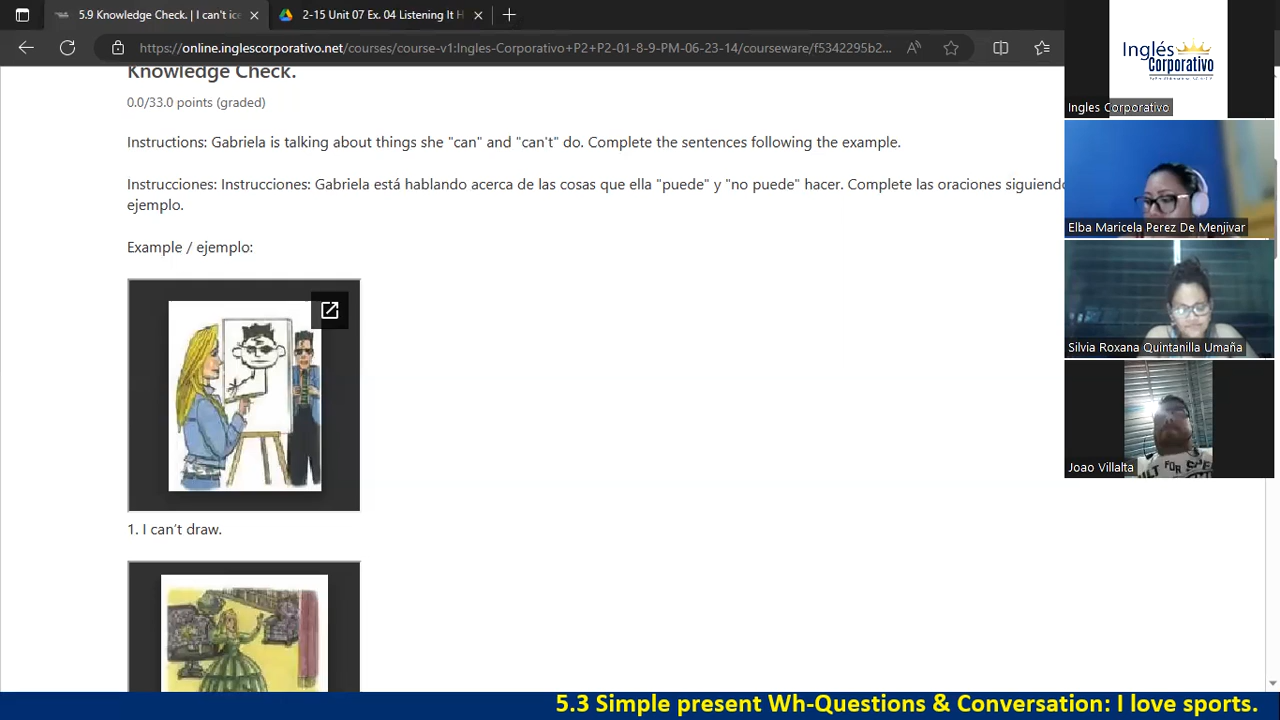 5.9 Knowledge Check. | I can't ice
2-15 Unit 07 Ex. 04 Listening It H
https://online.inglescorporativo.net/courses/course-v1:Ingles-Corporativo+P2+P2-01-8-9-PM-06-23-14/courseware/f5342295b2...
Knowledge Check.
0.0/33.0 points (graded)
Instructions: Gabriela is talking about things she "can" and "can't" do. Complete the sentences following the example.
Instrucciones: Instrucciones: Gabriela está hablando acerca de las cosas que ella "puede" y "no puede" hacer. Complete las oraciones siguiendo
ejemplo.
Example / ejemplo:
1. I can't draw.
Inglés
Corporativo
Ingles Corporativo
Elba Maricela Perez De Menjivar
Silvia Roxana Quintanilla Umaña
Joao Villalta
5.3 Simple present Wh-Questions & Conversation: I love sports.